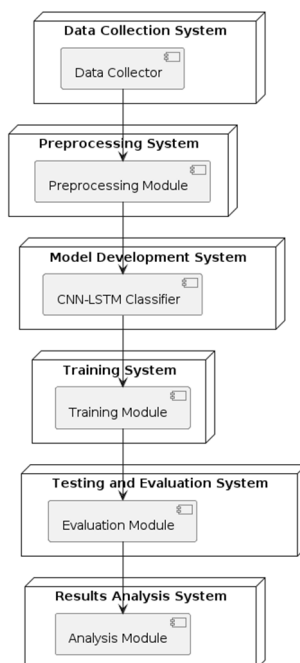 Data Collection System
Data Collector
Preprocessing System
Preprocessing Module
Model Development System
CNN-LSTM Classifier
Training System
Training Module
Testing and Evaluation System
Evaluation Module
Results Analysis System
Analysis Module